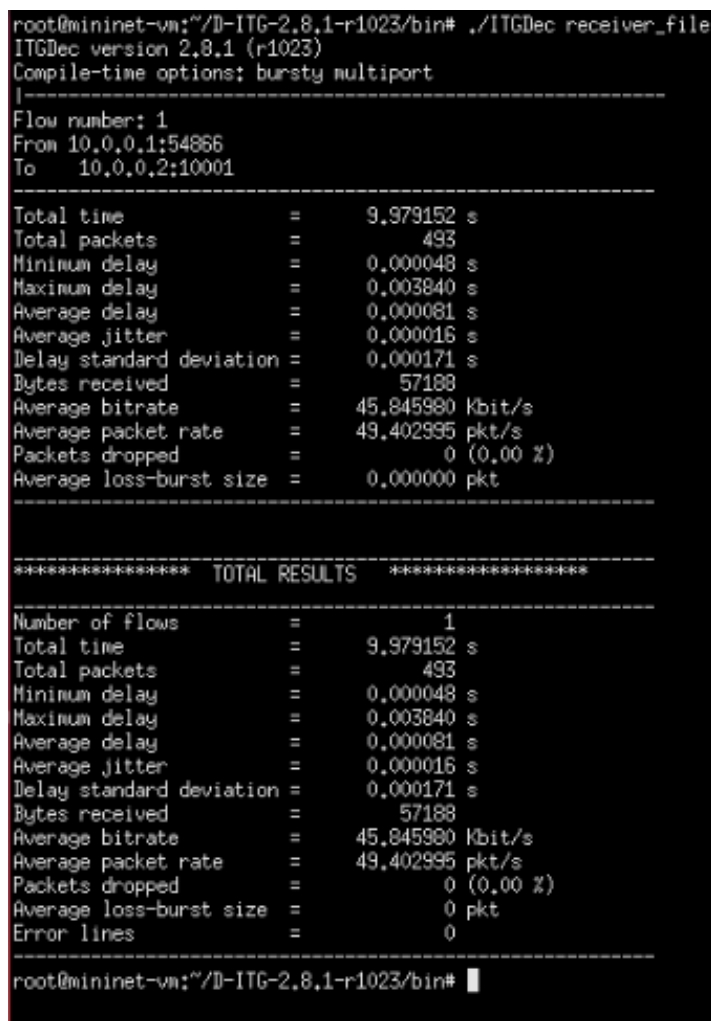 root@mininet-vm:~/D-ITG-2.8.1-r1023/bin# ./ITGDec receiver_file
ITGDec version 2.8.1 (r1023)
Compile-time options: bursty multiport
|----------------------------------------------------------
Flow number: 1
From 10.0.0.1:54866
To    10.0.0.2:10001
----------------------------------------------------------
Total time               =      9.979152 s
Total packets            =           493
Minimum delay            =      0.000048 s
Maximum delay            =      0.003840 s
Average delay            =      0.000081 s
Average jitter           =      0.000016 s
Delay standard deviation =      0.000171 s
Bytes received           =         57188
Average bitrate          =     45.845980 Kbit/s
Average packet rate      =     49.402995 pkt/s
Packets dropped          =             0 (0.00 %)
Average loss-burst size  =      0.000000 pkt
----------------------------------------------------------
----------------------------------------------------------
****************  TOTAL RESULTS   ******************
----------------------------------------------------------
Number of flows          =             1
Total time               =      9.979152 s
Total packets            =           493
Minimum delay            =      0.000048 s
Maximum delay            =      0.003840 s
Average delay            =      0.000081 s
Average jitter           =      0.000016 s
Delay standard deviation =      0.000171 s
Bytes received           =         57188
Average bitrate          =     45.845980 Kbit/s
Average packet rate      =     49.402995 pkt/s
Packets dropped          =             0 (0.00 %)
Average loss-burst size  =             0 pkt
Error lines              =             0
----------------------------------------------------------
root@mininet-vm:~/D-ITG-2.8.1-r1023/bin#